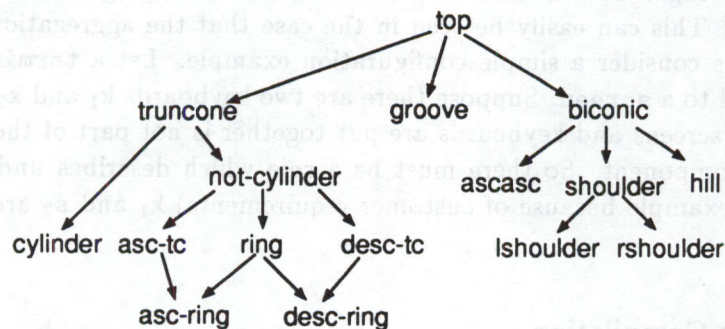 top
truncone groove biconic
not-cylinder ascasc shoulder hill
cylinder asc-tc ring desc-tc lshoulder rshoulder
asc-ring desc-ring